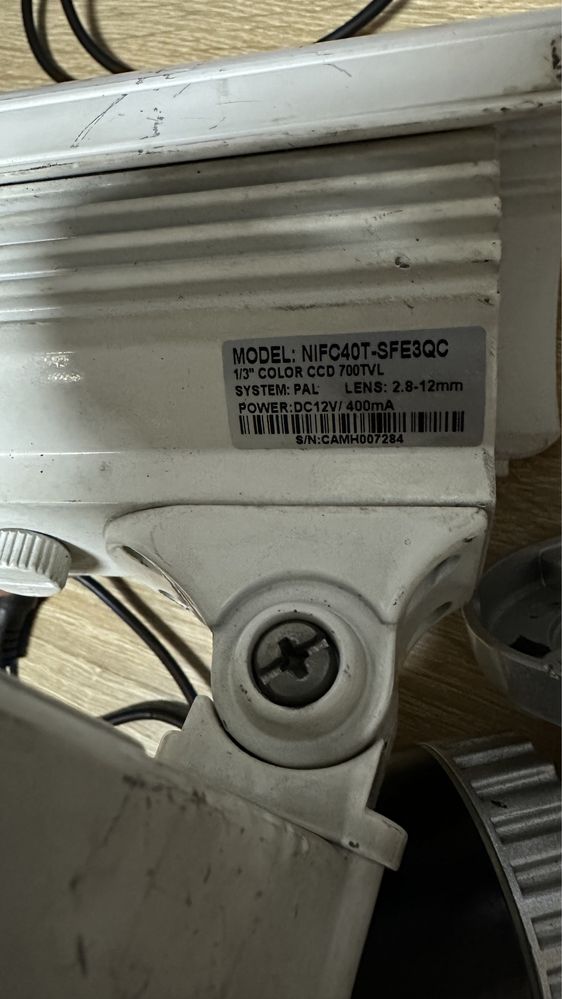 MODEL: NIFC40T-SFE3QC
1/3" COLOR CCD 700TVL
SYSTEM: PAL LENS: 2.8-12mm
POWER:DC12V/ 400mA
S/N:CAMH007284